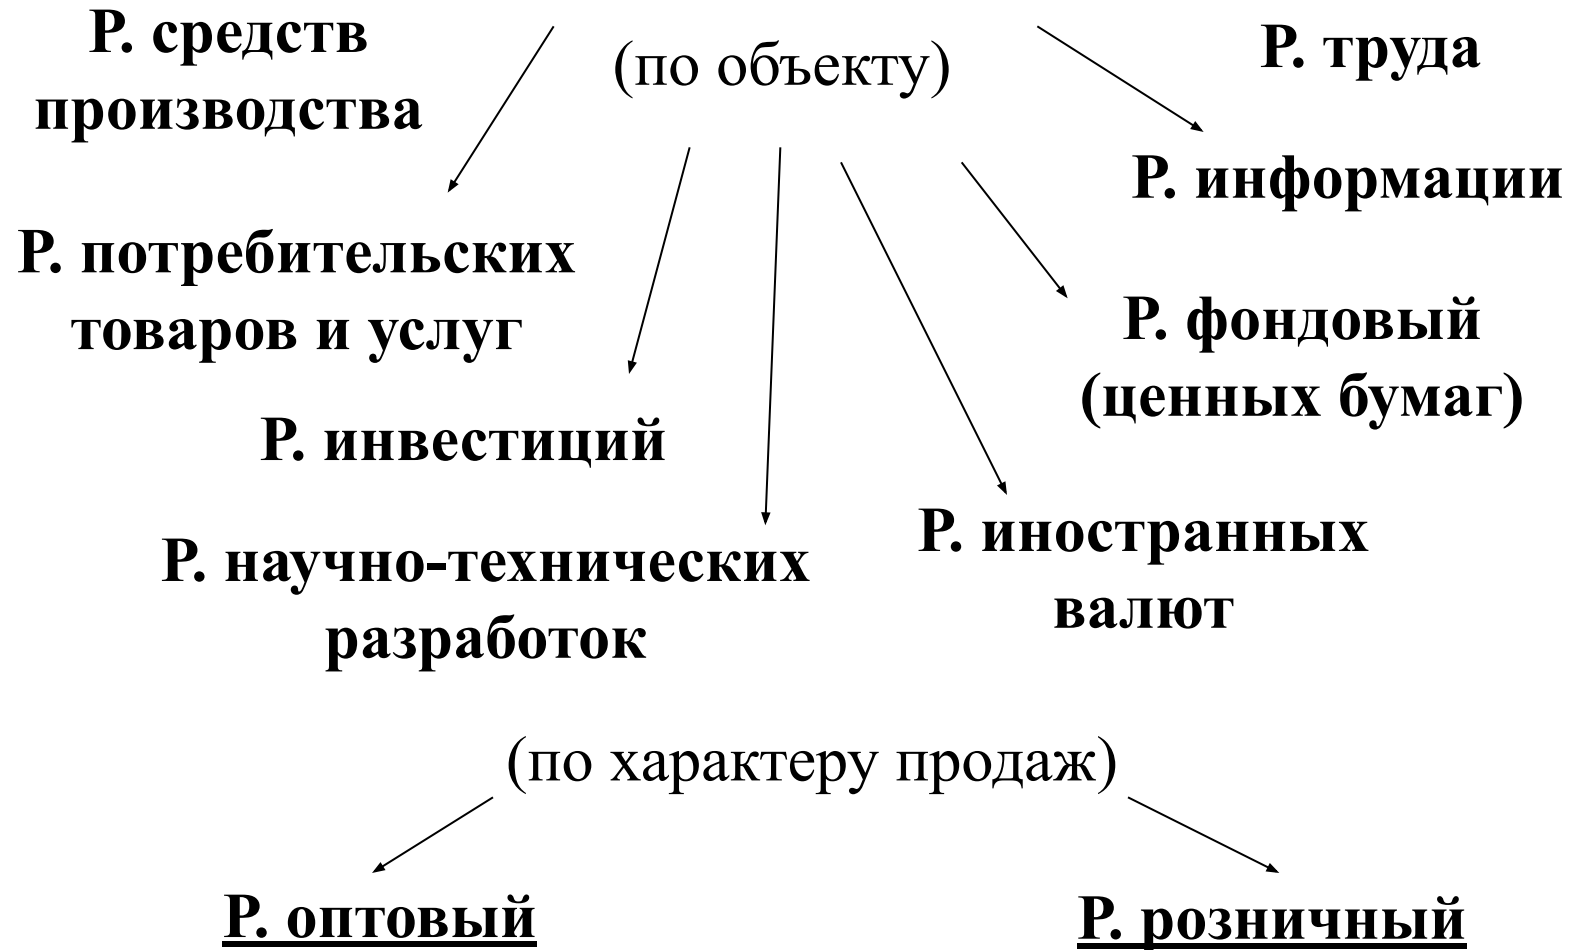 Р. средств
производства
(по объекту)
Р. труда
Р. информации
Р. потребительских
товаров и услуг
Р. фондовый
(ценных бумаг)
Р. инвестиций
Р. иностранных
валют
Р. научно-технических
разработок
(по характеру продаж)
Р. оптовый
Р. розничный